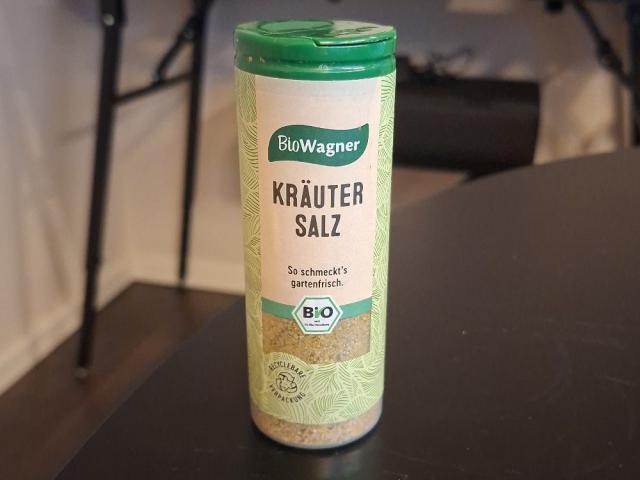 BioWagner
KRÄUTER
SALZ
So schmeckt's
gartenfrisch.
BiO
RECYCLEBARE
VERPACKUNG